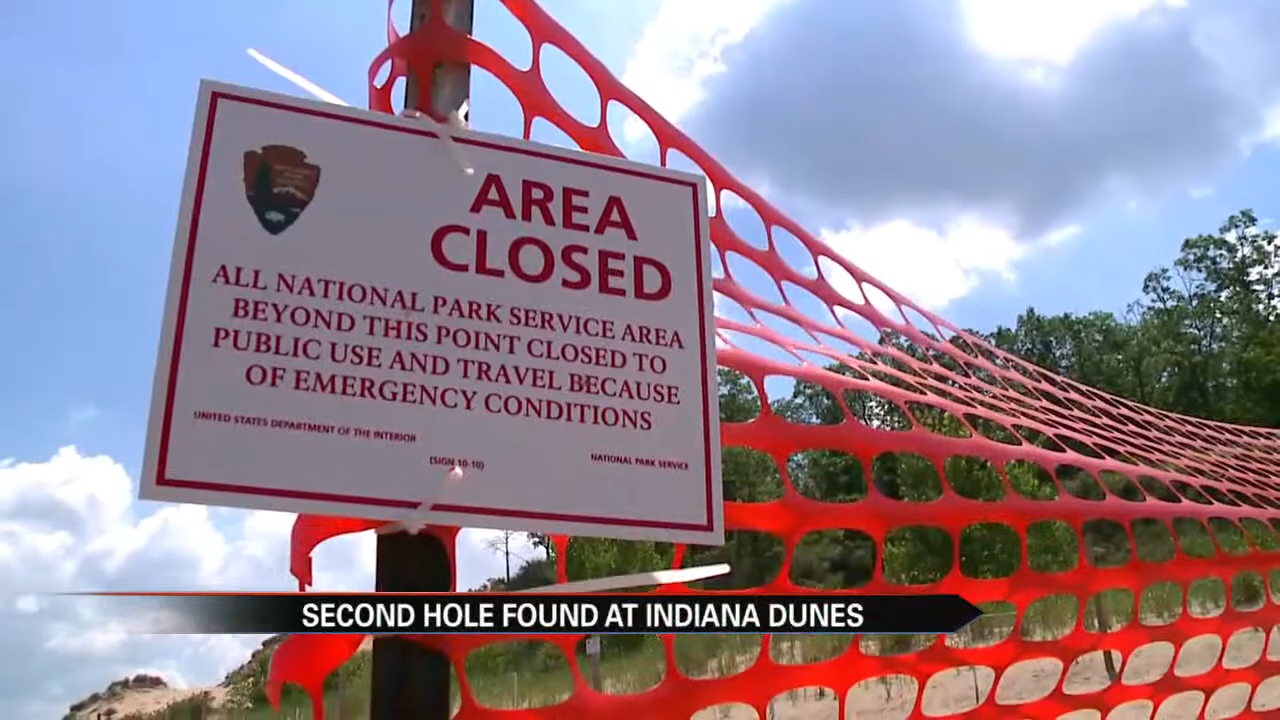 AREA
CLOSED
ALL NATIONAL PARK SERVICE AREA
BEYOND THIS POINT CLOSED TO
PUBLIC USE AND TRAVEL BECAUSE
OF EMERGENCY CONDITIONS
UNITED STATES DEPARTMENT OF THE INTERIOR
(SIGN 10-10)
NATIONAL PARK SERVICE
SECOND HOLE FOUND AT INDIANA DUNES